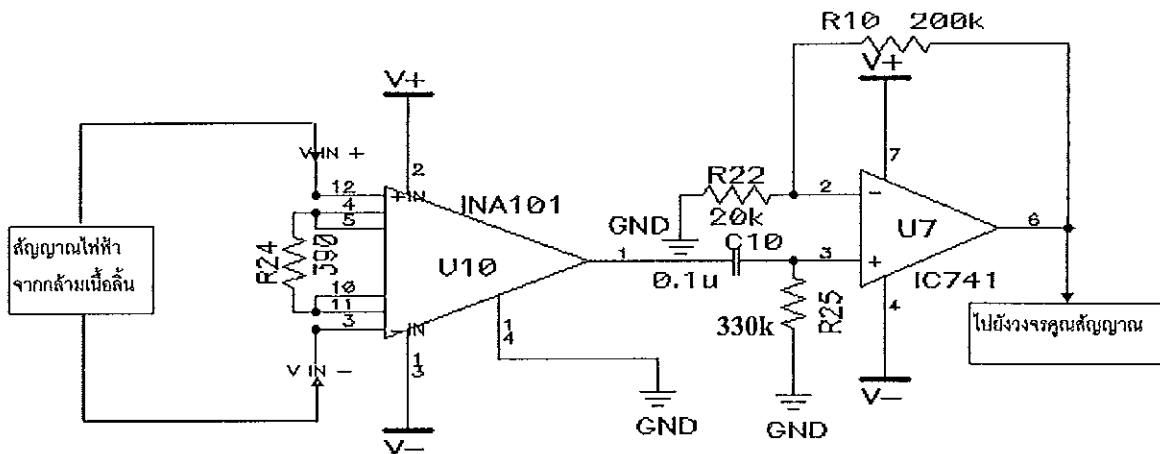 R10 200k
V+
V+
V IN +
2
7
12
+IN
INA101
R22
2
-
4
5
20k
GND
สัญญาณไฟฟ้า
จากกล้ามเนื้อลิ้น
R24
390
U10
1
C10
3
+
U7
6
0.1u
IC741
10
11
3
-IN
330k
R25
4
ไปยังวงจรคูณสัญญาณ
1
4
V IN -
1
3
GND
GND
V-
V-